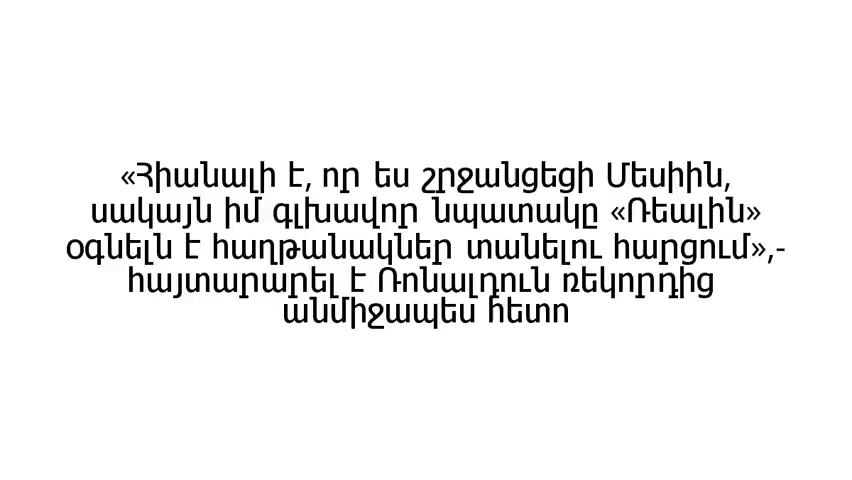 «Հիանալի է, որ ես շրջանցեցի Մեսիին,
սակայն իմ գլխավոր նպատակը «Ռեալին»
օգնելն է հաղթանակներ տանելու հարցում»,-
հայտարարել է Ռոնալդուն ռեկորդից
անմիջապես հետո